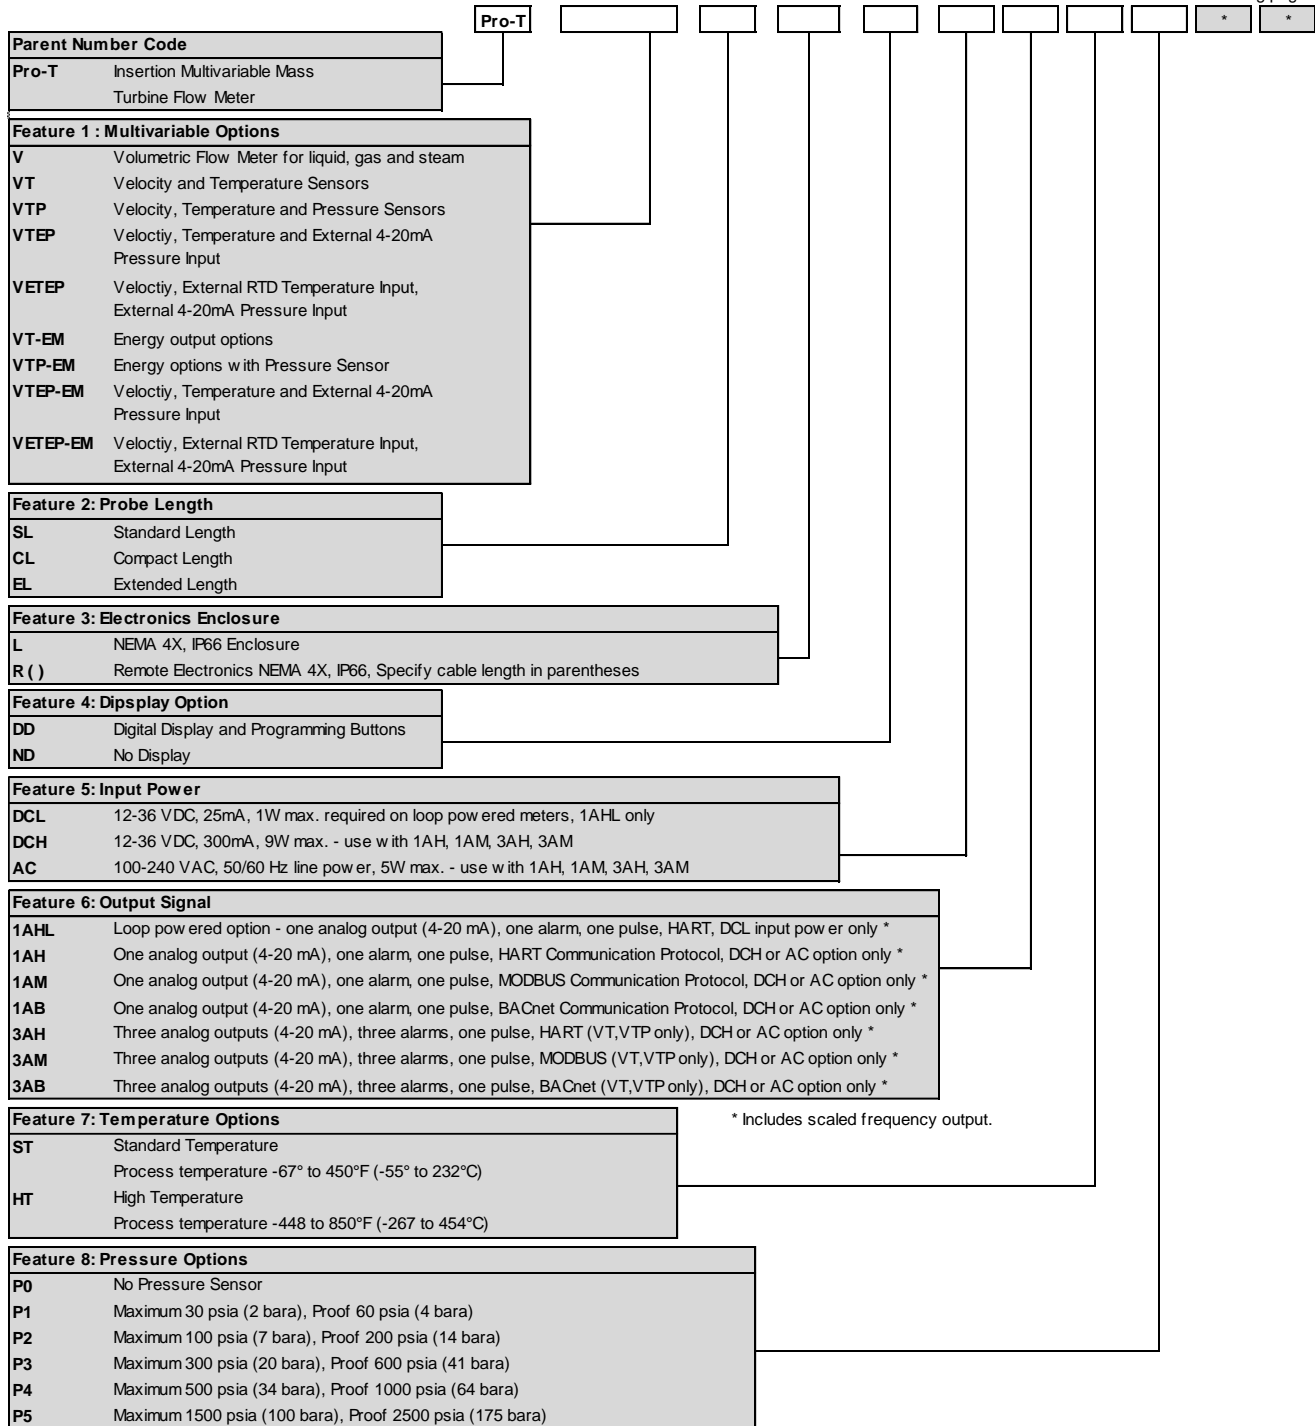 Pro-T * *
Parent Number Code
Pro-T Insertion Multivariable Mass
Turbine Flow Meter
Feature 1 : Multivariable Options
V Volumetric Flow Meter for liquid, gas and steam
VT Velocity and Temperature Sensors
VTP Velocity, Temperature and Pressure Sensors
VTEP Veloctiy, Temperature and External 4-20mA
Pressure Input
VETEP Veloctiy, External RTD Temperature Input,
External 4-20mA Pressure Input
VT-EM Energy output options
VTP-EM Energy options with Pressure Sensor
VTEP-EM Veloctiy, Temperature and External 4-20mA
Pressure Input
VETEP-EM Veloctiy, External RTD Temperature Input,
External 4-20mA Pressure Input
Feature 2: Probe Length
SL Standard Length
CL Compact Length
EL Extended Length
Feature 3: Electronics Enclosure
L NEMA 4X, IP66 Enclosure
R ( ) Remote Electronics NEMA 4X, IP66, Specify cable length in parentheses
Feature 4: Dipsplay Option
DD Digital Display and Programming Buttons
ND No Display
Feature 5: Input Power
DCL 12-36 VDC, 25mA, 1W max. required on loop powered meters, 1AHL only
DCH 12-36 VDC, 300mA, 9W max. - use with 1AH, 1AM, 3AH, 3AM
AC 100-240 VAC, 50/60 Hz line power, 5W max. - use with 1AH, 1AM, 3AH, 3AM
Feature 6: Output Signal
1AHL Loop powered option - one analog output (4-20 mA), one alarm, one pulse, HART, DCL input power only *
1AH One analog output (4-20 mA), one alarm, one pulse, HART Communication Protocol, DCH or AC option only *
1AM One analog output (4-20 mA), one alarm, one pulse, MODBUS Communication Protocol, DCH or AC option only *
1AB One analog output (4-20 mA), one alarm, one pulse, BACnet Communication Protocol, DCH or AC option only *
3AH Three analog outputs (4-20 mA), three alarms, one pulse, HART (VT,VTP only), DCH or AC option only *
3AM Three analog outputs (4-20 mA), three alarms, one pulse, MODBUS (VT,VTP only), DCH or AC option only *
3AB Three analog outputs (4-20 mA), three alarms, one pulse, BACnet (VT,VTP only), DCH or AC option only *
Feature 7: Temperature Options * Includes scaled frequency output.
ST Standard Temperature
Process temperature -67° to 450°F (-55° to 232°C)
HT High Temperature
Process temperature -448 to 850°F (-267 to 454°C)
Feature 8: Pressure Options
P0 No Pressure Sensor
P1 Maximum 30 psia (2 bara), Proof 60 psia (4 bara)
P2 Maximum 100 psia (7 bara), Proof 200 psia (14 bara)
P3 Maximum 300 psia (20 bara), Proof 600 psia (41 bara)
P4 Maximum 500 psia (34 bara), Proof 1000 psia (64 bara)
P5 Maximum 1500 psia (100 bara), Proof 2500 psia (175 bara)